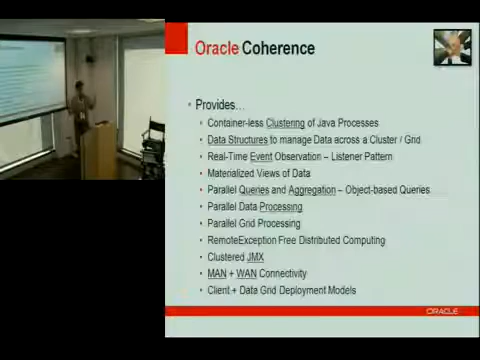 Oracle Coherence
• Provides…
• Container-less Clustering of Java Processes
• Data Structures to manage Data across a Cluster / Grid
• Real-Time Event Observation – Listener Pattern
• Materialized Views of Data
• Parallel Queries and Aggregation – Object-based Queries
• Parallel Data Processing
• Parallel Grid Processing
• RemoteException Free Distributed Computing
• Clustered JMX
• MAN + WAN Connectivity
• Client + Data Grid Deployment Models
ORACLE